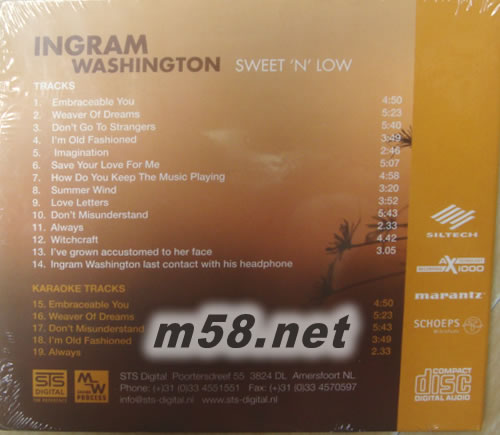 INGRAM
WASHINGTON SWEET 'N' LOW
TRACKS
1. Embraceable You 4:50
2. Weaver Of Dreams 5:23
3. Don't Go To Strangers 5:40
4. I'm Old Fashioned 3:49
5. Imagination 2:46
6. Save Your Love For Me 5:07
7. How Do You Keep The Music Playing 4:58
8. Summer Wind 3:20
9. Love Letters 3:52
10. Don't Misunderstand 5:43
11. Always 2.33
12. Witchcraft 4.42
13. I've grown accustomed to her face 3.05
14. Ingram Washington last contact with his headphone
KARAOKE TRACKS
15. Embraceable You 4:50
16. Weaver Of Dreams 5:23
17. Don't Misunderstand 5:43
18. I'm Old Fashioned 3:49
19. Always 2.33
m58.net
STS Digital Poortersdreef 55 3824 DL Amersfoort NL
Phone: (+)31 (0)33 4551551 Fax: (+)31 (0)33 4570597
info@sts-digital.nl www.sts-digital.nl
STS
DIGITAL
MW
PROCESS
SILTECH
AX1000
marantz
SCHOEPS
COMPACT
disc
DIGITAL AUDIO